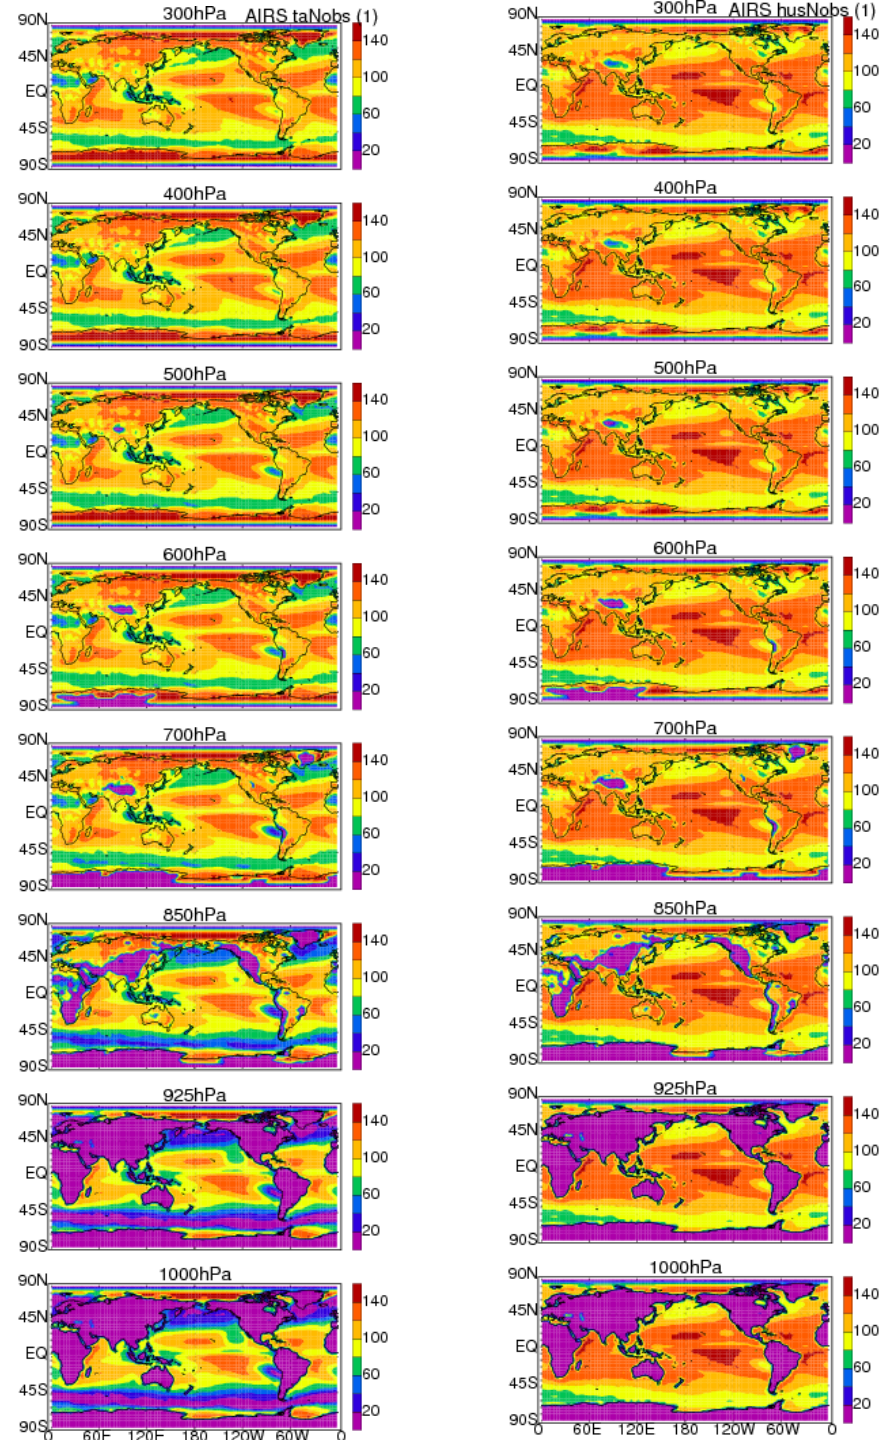 300hPa AIRS taNobs (1)
90N
45N
EQ
45S
90S
140
100
60
20
300hPa AIRS husNobs (1)
90N
45N
EQ
45S
90S
140
100
60
20
400hPa
90N
45N
EQ
45S
90S
140
100
60
20
400hPa
90N
45N
EQ
45S
90S
140
100
60
20
500hPa
90N
45N
EQ
45S
90S
140
100
60
20
500hPa
90N
45N
EQ
45S
90S
140
100
60
20
600hPa
90N
45N
EQ
45S
90S
140
100
60
20
600hPa
90N
45N
EQ
45S
90S
140
100
60
20
700hPa
90N
45N
EQ
45S
90S
140
100
60
20
700hPa
90N
45N
EQ
45S
90S
140
100
60
20
850hPa
90N
45N
EQ
45S
90S
140
100
60
20
850hPa
90N
45N
EQ
45S
90S
140
100
60
20
925hPa
90N
45N
EQ
45S
90S
140
100
60
20
925hPa
90N
45N
EQ
45S
90S
140
100
60
20
1000hPa
90N
45N
EQ
45S
90S
140
100
60
20
0 60E 120E 180 120W 60W 0
1000hPa
90N
45N
EQ
45S
90S
140
100
60
20
0 60E 120E 180 120W 60W 0